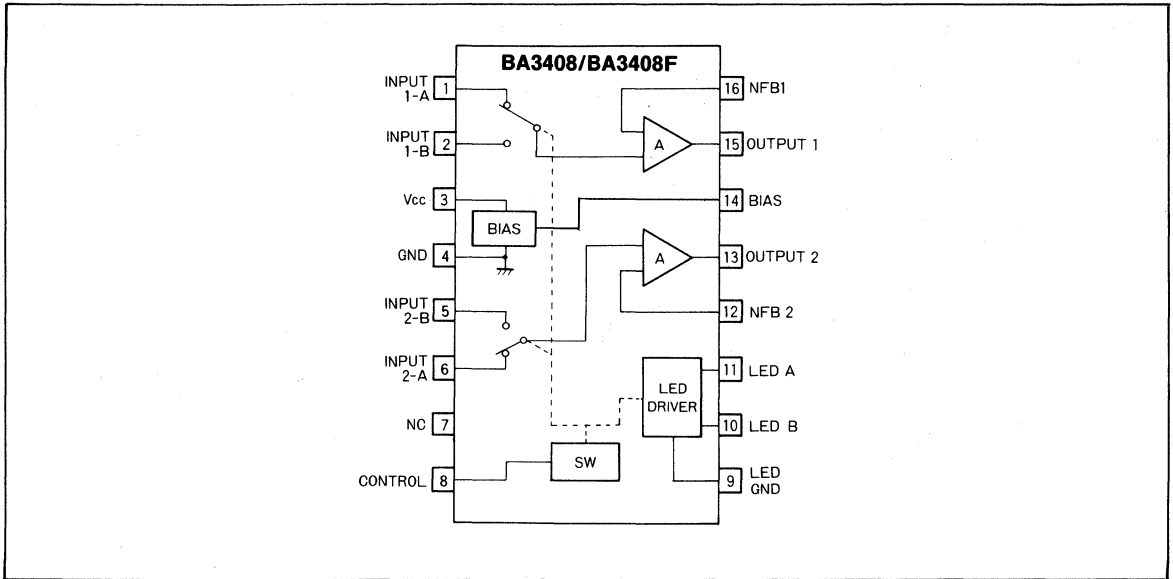 BA3408/BA3408F
INPUT
1-A
1
INPUT
1-B
2
Vcc
3
GND
4
INPUT
2-B
5
INPUT
2-A
6
NC
7
CONTROL
8
BIAS
A
A
LED
DRIVER
SW
16
NFB1
15
OUTPUT 1
14
BIAS
13
OUTPUT 2
12
NFB 2
11
LED A
10
LED B
9
LED
GND